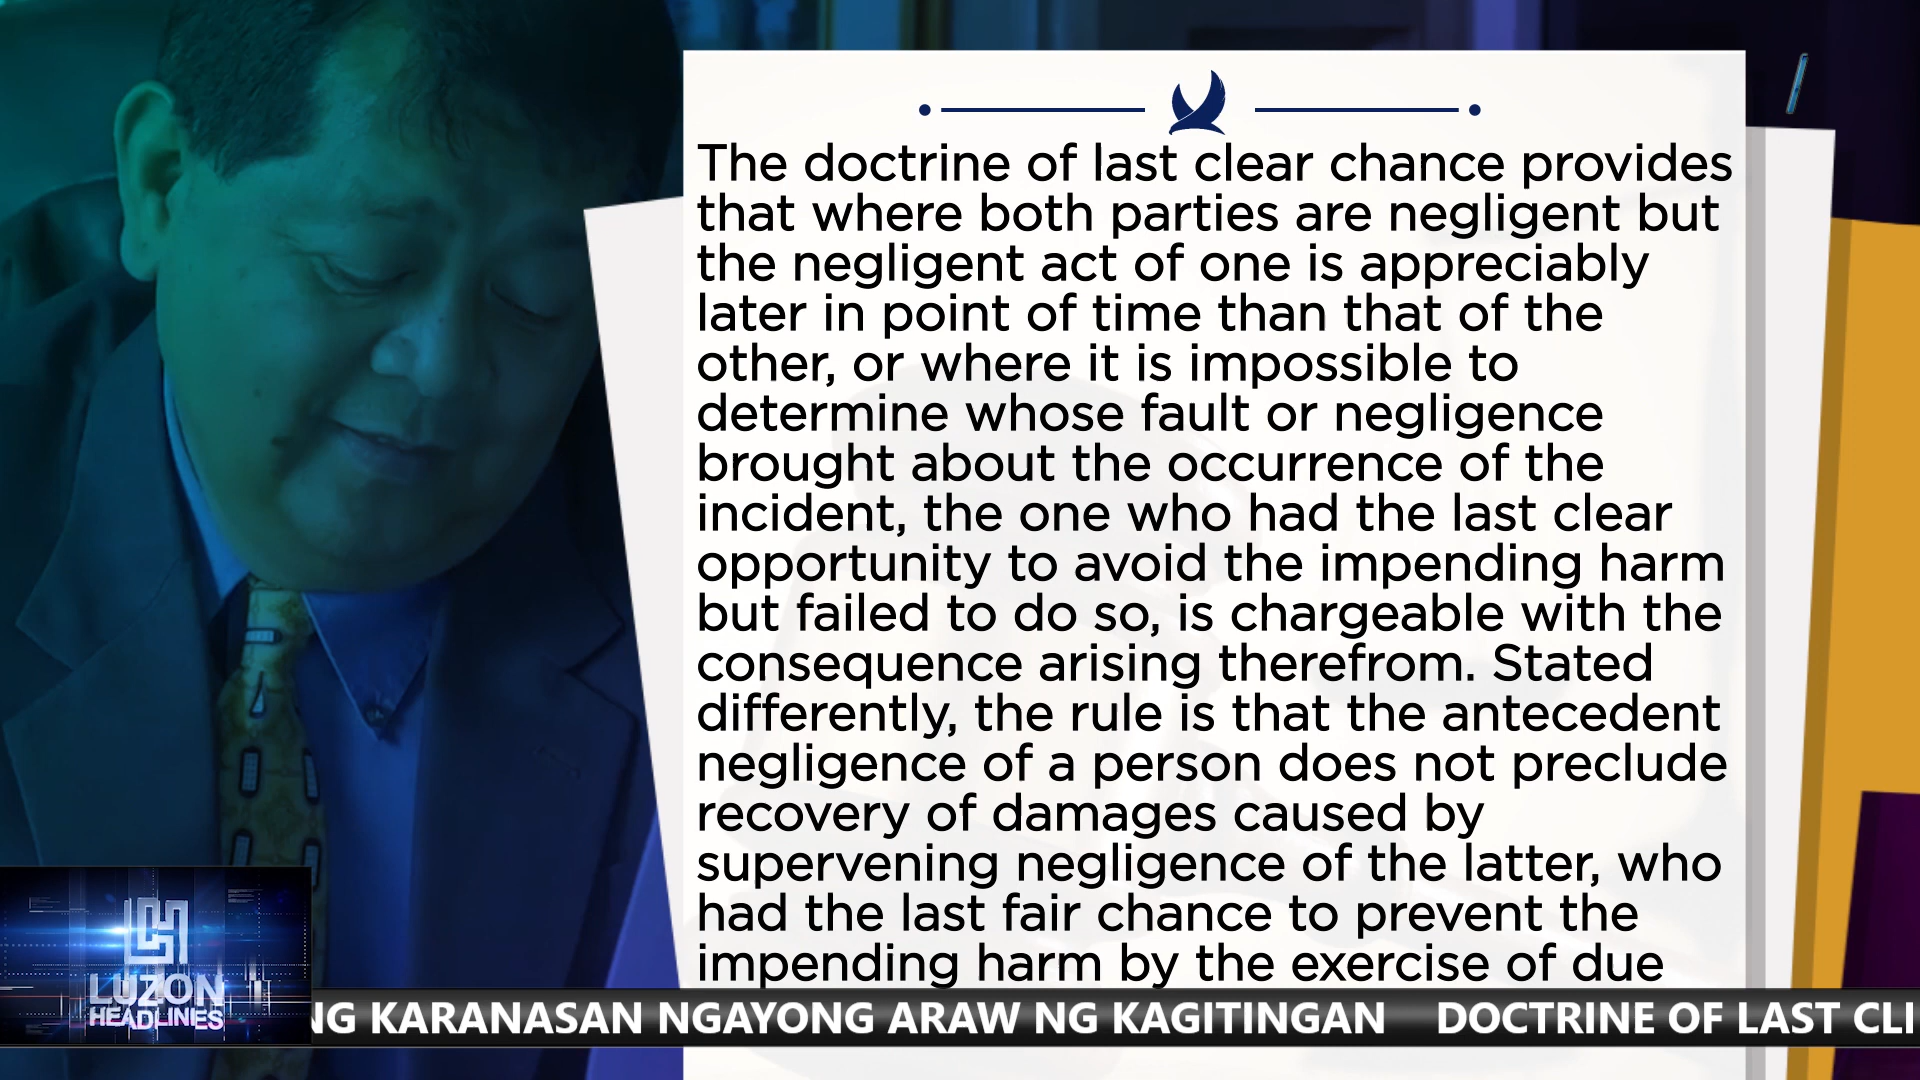 The doctrine of last clear chance provides
that where both parties are negligent but
the negligent act of one is appreciably
later in point of time than that of the
other, or where it is impossible to
determine whose fault or negligence
brought about the occurrence of the
incident, the one who had the last clear
opportunity to avoid the impending harm
but failed to do so, is chargeable with the
consequence arising therefrom. Stated
differently, the rule is that the antecedent
negligence of a person does not preclude
recovery of damages caused by
supervening negligence of the latter, who
had the last fair chance to prevent the
impending harm by the exercise of due
LUZON
HEADLINES
NG KARANASAN NGAYONG ARAW NG KAGITINGAN DOCTRINE OF LAST